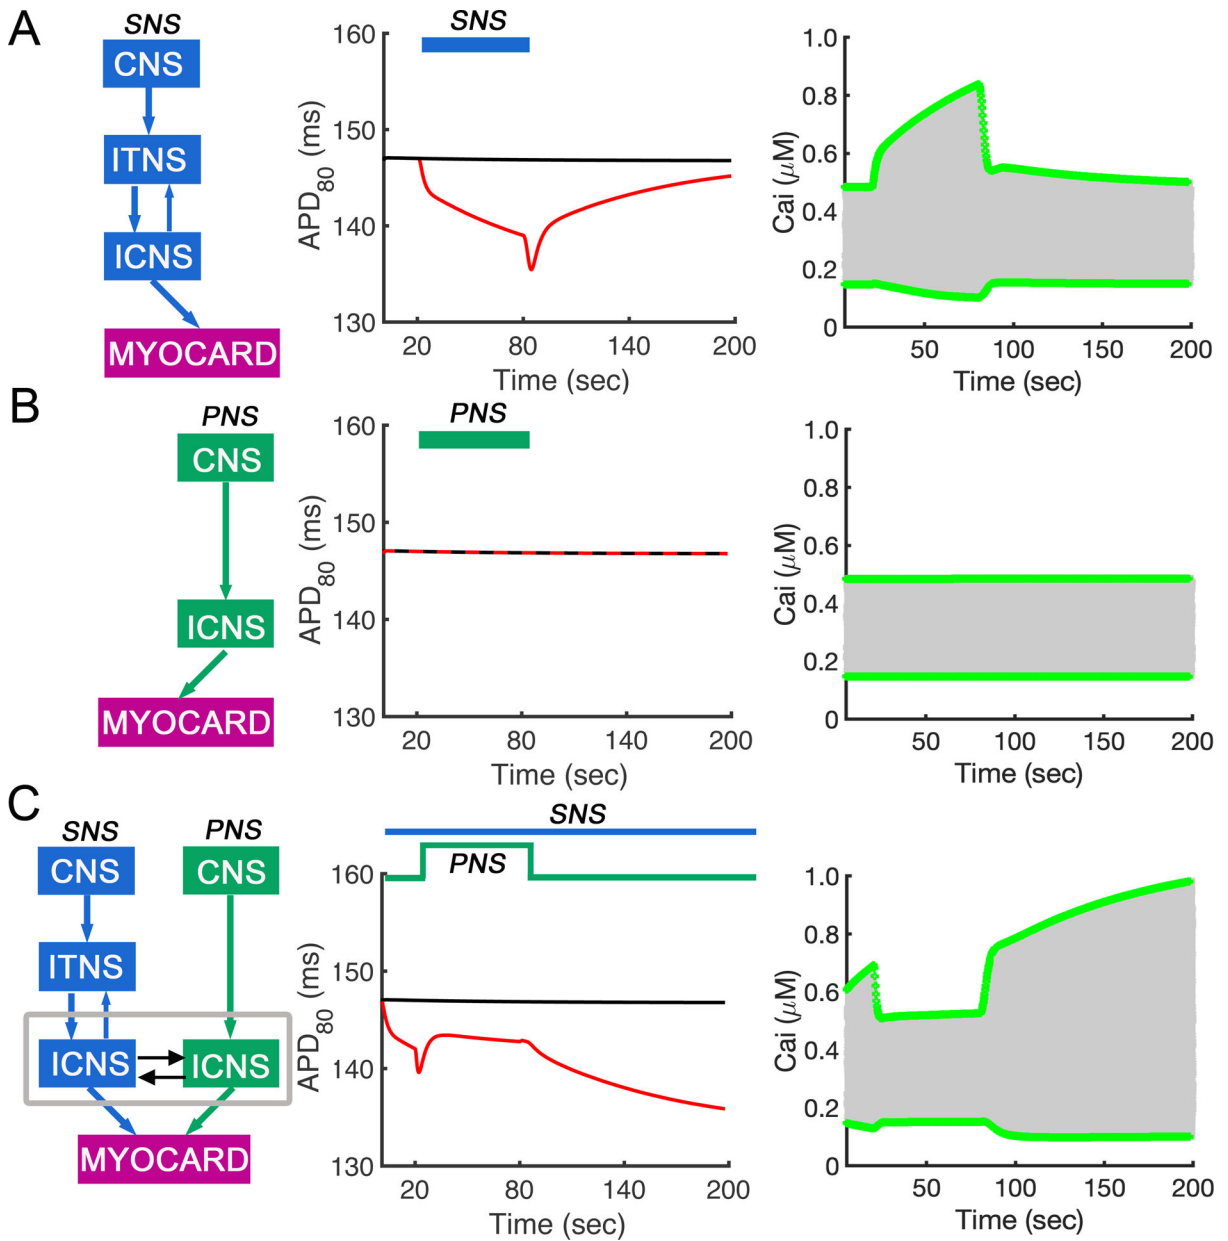 A
SNS
CNS
ITNS
ICNS
MYOCARD
SNS
160
150
140
130
APD80 (ms)
20 80 140 200
Time (sec)
1.0
0.8
0.6
0.4
0.2
0
Cai (μM)
50 100 150 200
Time (sec)
B
PNS
CNS
ICNS
MYOCARD
PNS
160
150
140
130
APD80 (ms)
20 80 140 200
Time (sec)
1.0
0.8
0.6
0.4
0.2
0
Cai (μM)
50 100 150 200
Time (sec)
C
SNS PNS
CNS CNS
ITNS
ICNS ICNS
MYOCARD
SNS
PNS
160
150
140
130
APD80 (ms)
20 80 140 200
Time (sec)
1.0
0.8
0.6
0.4
0.2
0
Cai (μM)
50 100 150 200
Time (sec)